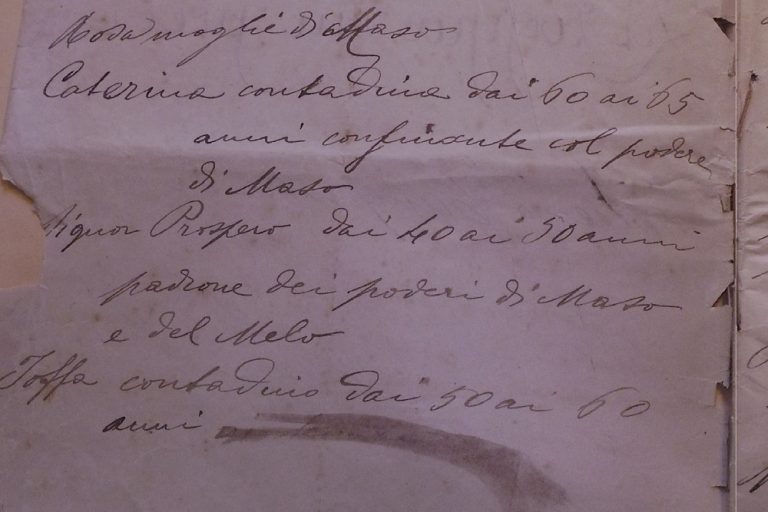 Rosa moglie di Maso
Caterina contadina dai 60 ai 65
anni confinante col podere
di Maso
Signor Prospero dai 40 ai 50 anni
padrone dei poderi di Maso
e del Melo
Toffa contadino dai 50 ai 60
anni